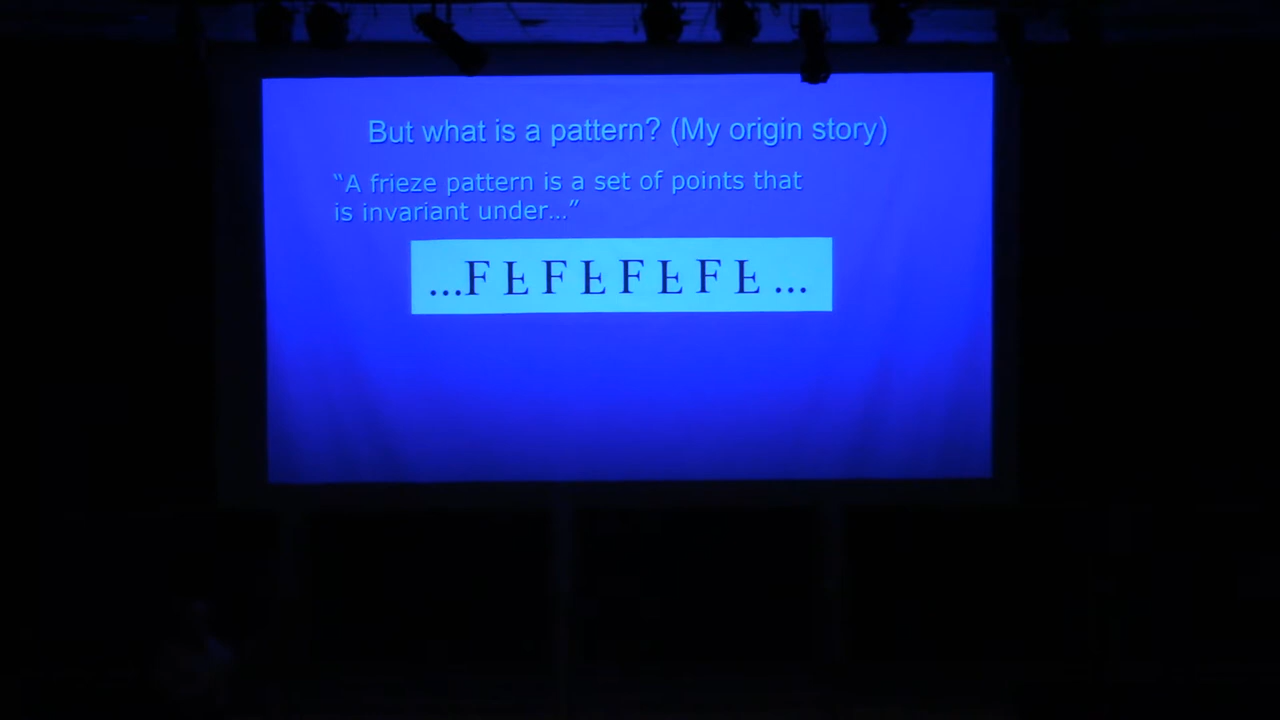 But what is a pattern? (My origin story)
“A frieze pattern is a set of points that
is invariant under...”
...F F F F F F F F ...